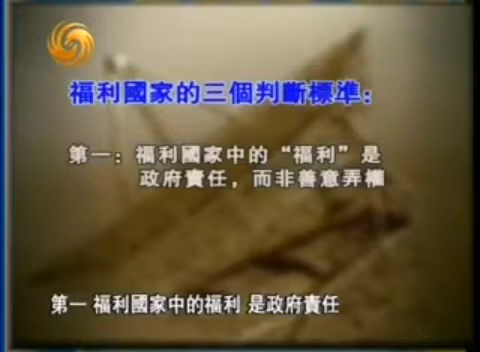 福利國家的三個判斷標準：
第一：福利國家中的“福利”是
政府責任，而非善意弄權
第一 福利國家中的福利 是政府責任